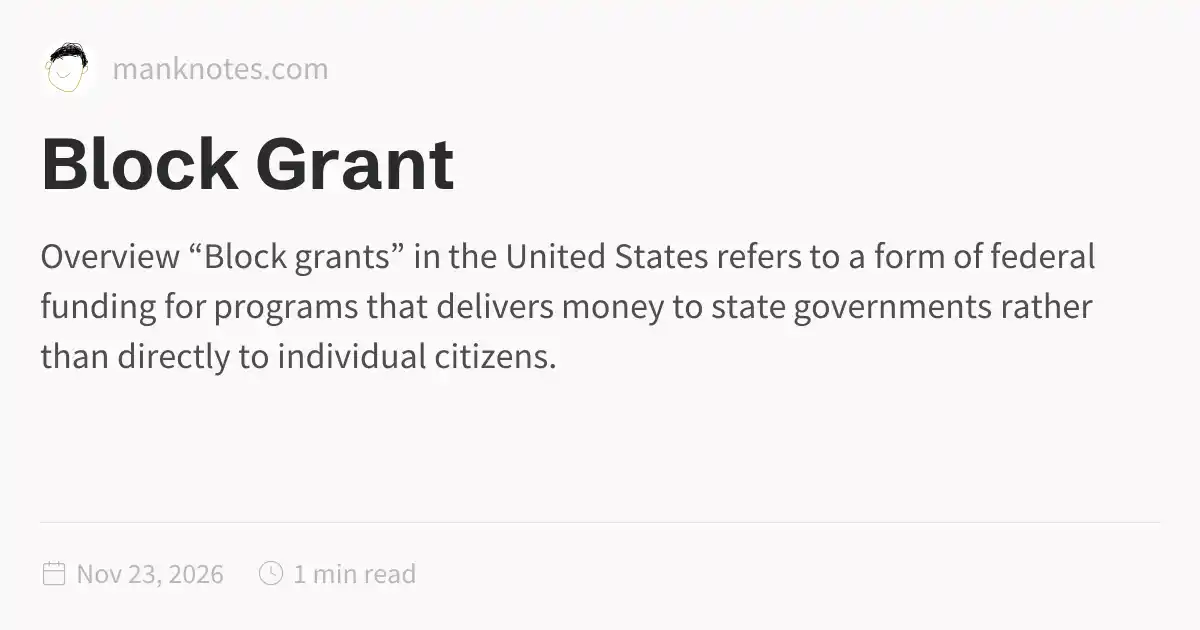 manknotes.com
Block Grant
Overview “Block grants” in the United States refers to a form of federal
funding for programs that delivers money to state governments rather
than directly to individual citizens.
Nov 23, 2026 1 min read